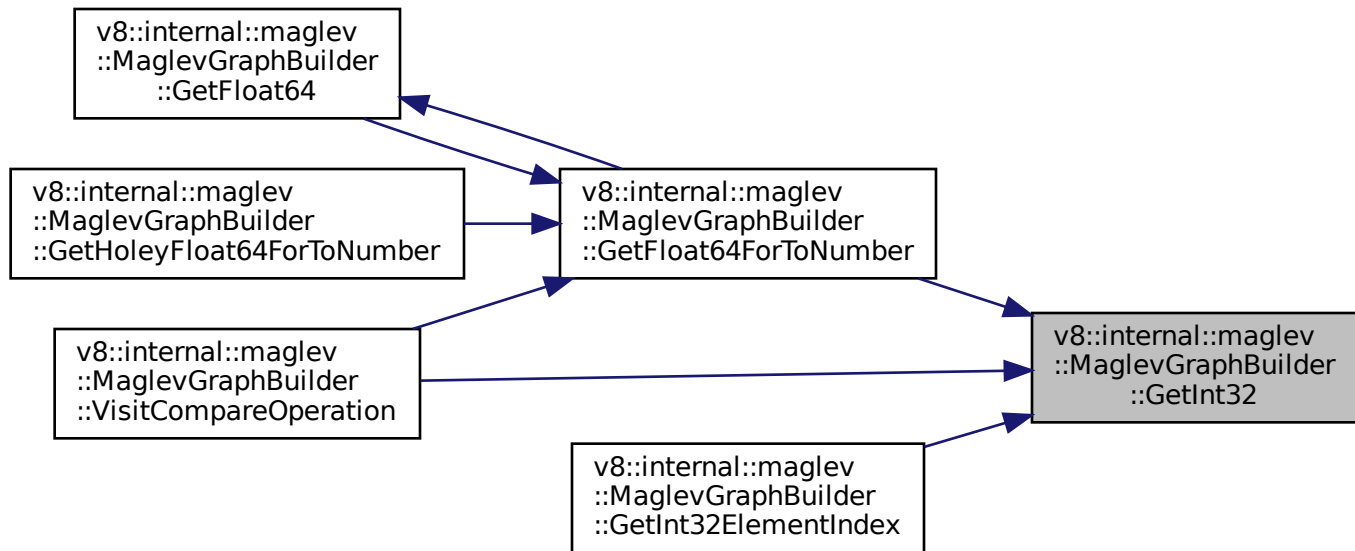 v8::internal::maglev
::MaglevGraphBuilder
::GetFloat64
v8::internal::maglev
::MaglevGraphBuilder
::GetHoleyFloat64ForToNumber
v8::internal::maglev
::MaglevGraphBuilder
::GetFloat64ForToNumber
v8::internal::maglev
::MaglevGraphBuilder
::VisitCompareOperation
v8::internal::maglev
::MaglevGraphBuilder
::GetInt32
v8::internal::maglev
::MaglevGraphBuilder
::GetInt32ElementIndex